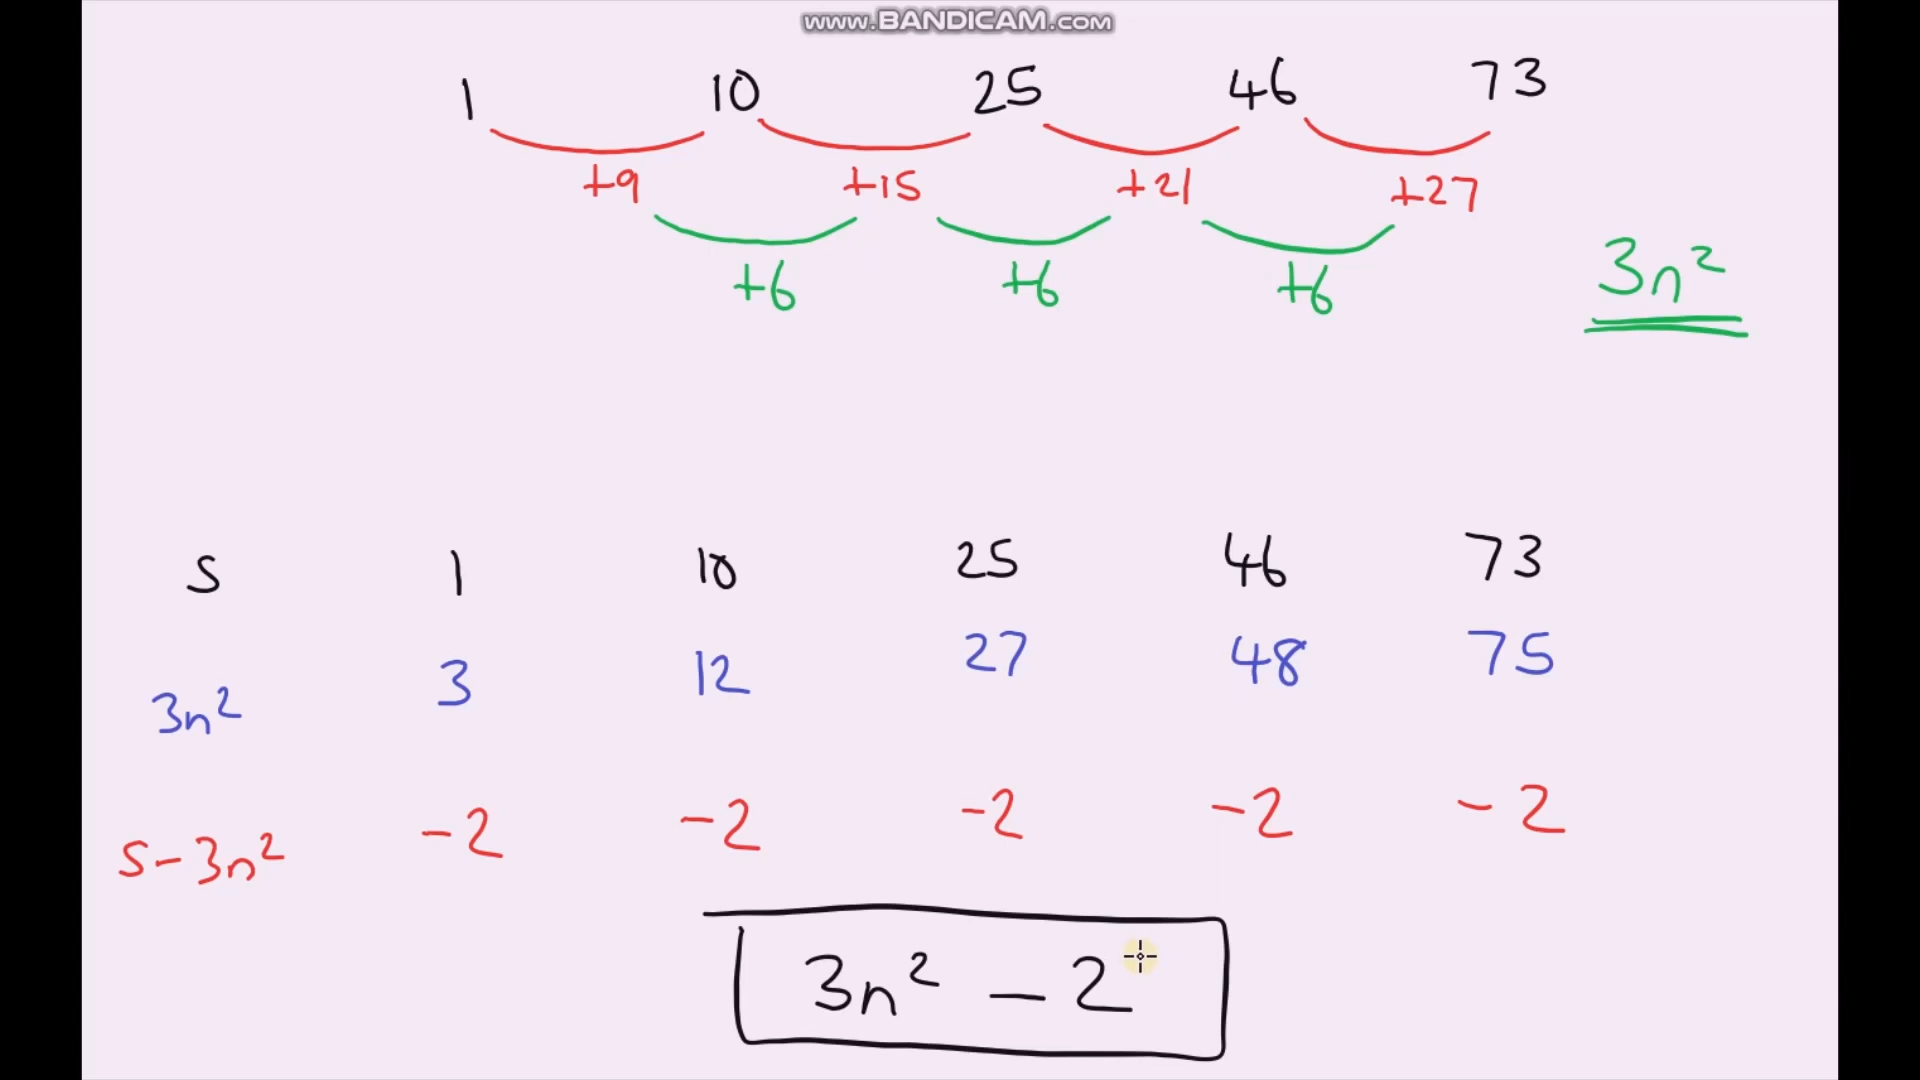 www.BANDICAM.com
1 10 25 46 73
+9 +15 +21 +27
+6 +6 +6
3n²
S 1 10 25 46 73
3n² 3 12 27 48 75
S-3n² -2 -2 -2 -2 -2
3n² - 2